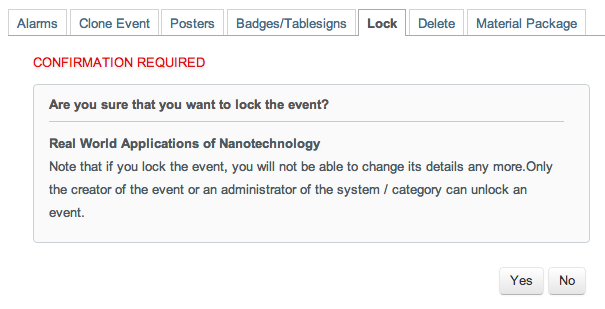 Alarms Clone Event Posters Badges/Tablesigns Lock Delete Material Package
CONFIRMATION REQUIRED
Are you sure that you want to lock the event?
Real World Applications of Nanotechnology
Note that if you lock the event, you will not be able to change its details any more.Only
the creator of the event or an administrator of the system / category can unlock an
event.
Yes No